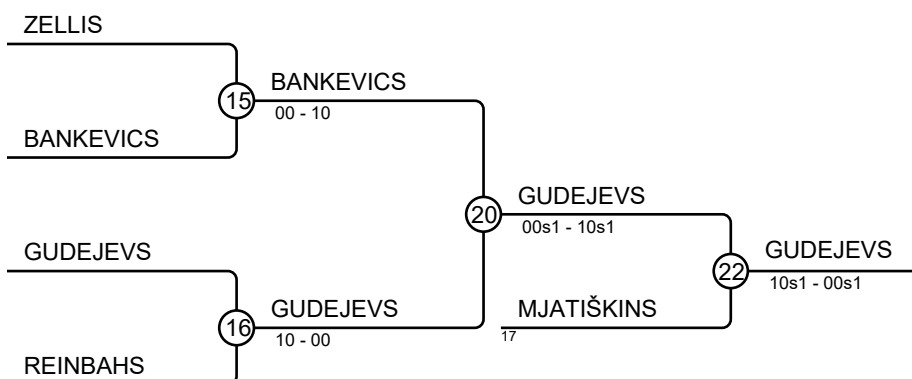 ZELLIS
BANKEVICS
15
00 - 10
BANKEVICS
GUDEJEVS
20
00s1 - 10s1
GUDEJEVS
GUDEJEVS
22
10s1 - 00s1
GUDEJEVS
16
10 - 00
MJATIŠKINS
17
REINBAHS